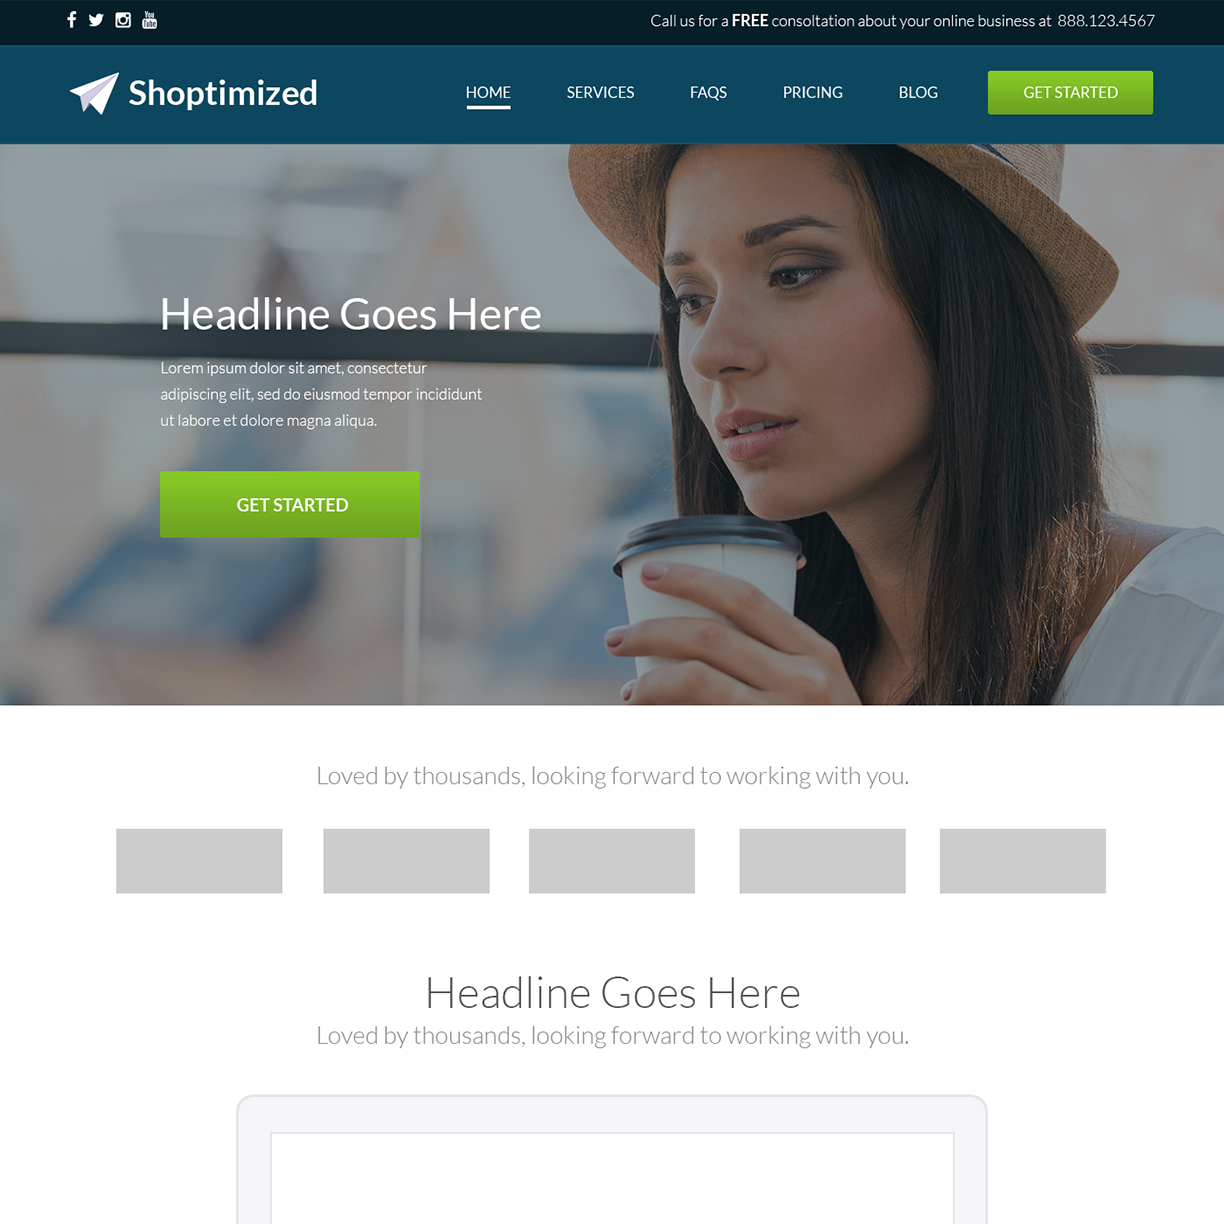 You
Tube
Call us for a FREE consoltation about your online business at 888.123.4567
Shoptimized
HOME
SERVICES
FAQS
PRICING
BLOG
GET STARTED
Headline Goes Here
Lorem ipsum dolor sit amet, consectetur
adipiscing elit, sed do eiusmod tempor incididunt
ut labore et dolore magna aliqua.
GET STARTED
Loved by thousands, looking forward to working with you.
Headline Goes Here
Loved by thousands, looking forward to working with you.